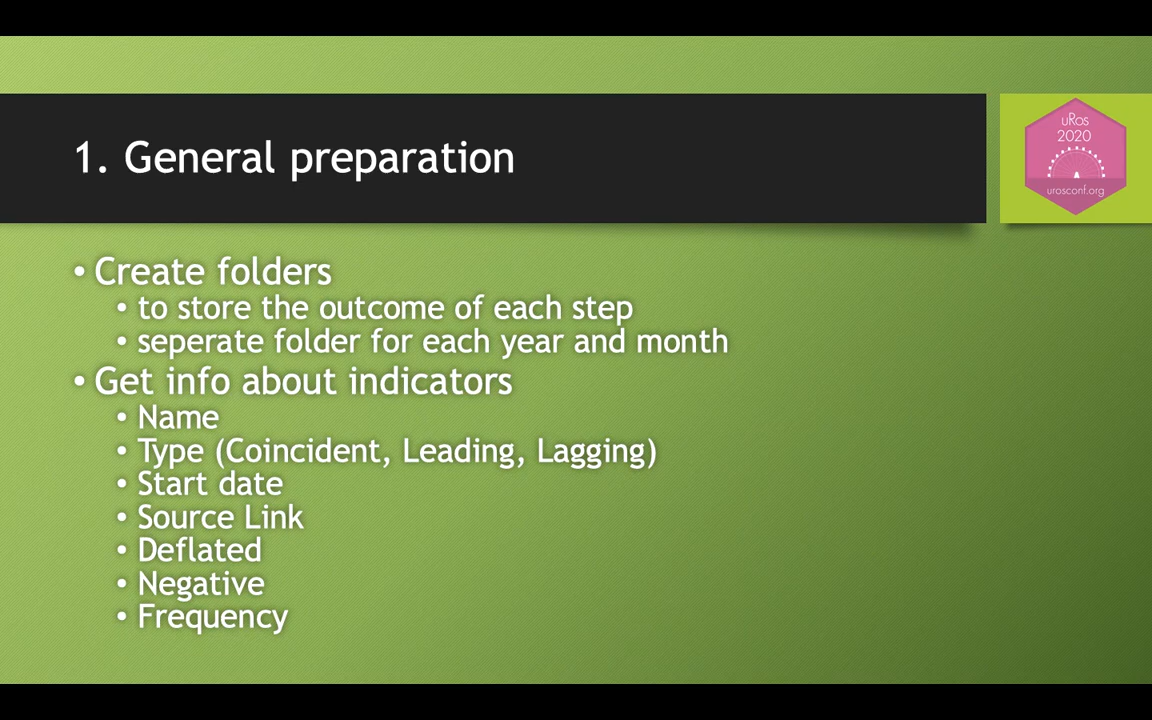 1. General preparation
uRos
2020
urosconf.org
• Create folders
• to store the outcome of each step
• seperate folder for each year and month
• Get info about indicators
• Name
• Type (Coincident, Leading, Lagging)
• Start date
• Source Link
• Deflated
• Negative
• Frequency